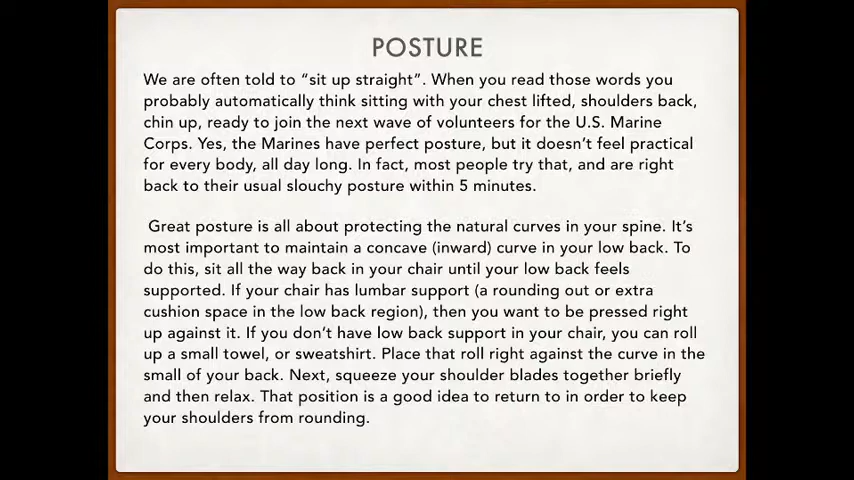 POSTURE
We are often told to “sit up straight”. When you read those words you
probably automatically think sitting with your chest lifted, shoulders back,
chin up, ready to join the next wave of volunteers for the U.S. Marine
Corps. Yes, the Marines have perfect posture, but it doesn’t feel practical
for every body, all day long. In fact, most people try that, and are right
back to their usual slouchy posture within 5 minutes.
Great posture is all about protecting the natural curves in your spine. It’s
most important to maintain a concave (inward) curve in your low back. To
do this, sit all the way back in your chair until your low back feels
supported. If your chair has lumbar support (a rounding out or extra
cushion space in the low back region), then you want to be pressed right
up against it. If you don’t have low back support in your chair, you can roll
up a small towel, or sweatshirt. Place that roll right against the curve in the
small of your back. Next, squeeze your shoulder blades together briefly
and then relax. That position is a good idea to return to in order to keep
your shoulders from rounding.